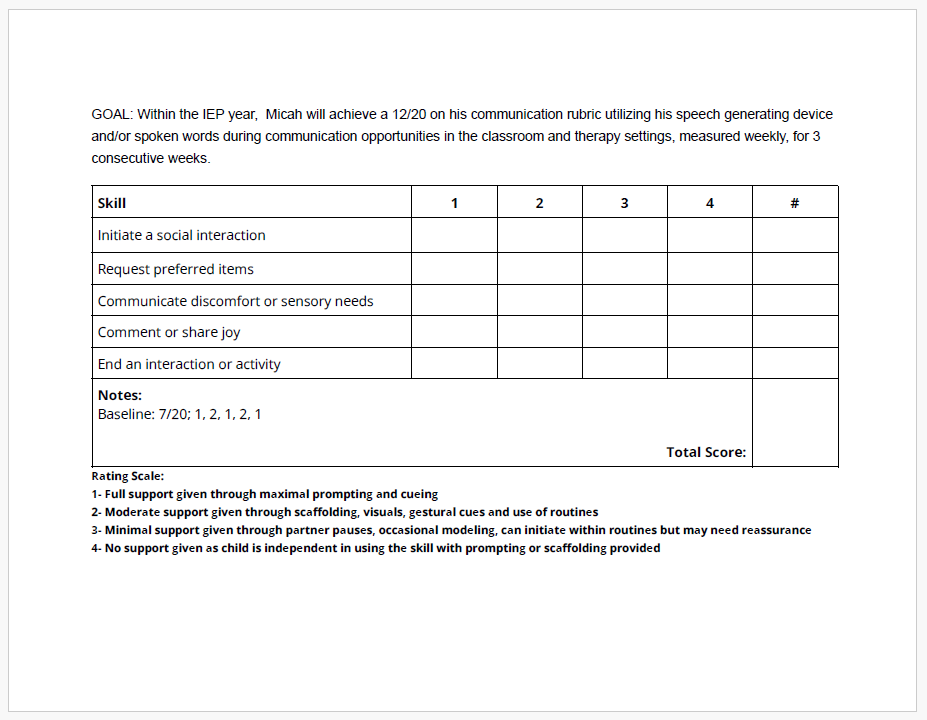 GOAL: Within the IEP year,  Micah will achieve a 12/20 on his communication rubric utilizing his speech generating device
and/or spoken words during communication opportunities in the classroom and therapy settings, measured weekly, for 3
consecutive weeks.
Skill 1 2 3 4 #
Initiate a social interaction
Request preferred items
Communicate discomfort or sensory needs
Comment or share joy
End an interaction or activity
Notes:
Baseline: 7/20; 1, 2, 1, 2, 1
Total Score:
Rating Scale:
1- Full support given through maximal prompting and cueing
2- Moderate support given through scaffolding, visuals, gestural cues and use of routines
3- Minimal support given through partner pauses, occasional modeling, can initiate within routines but may need reassurance
4- No support given as child is independent in using the skill with prompting or scaffolding provided